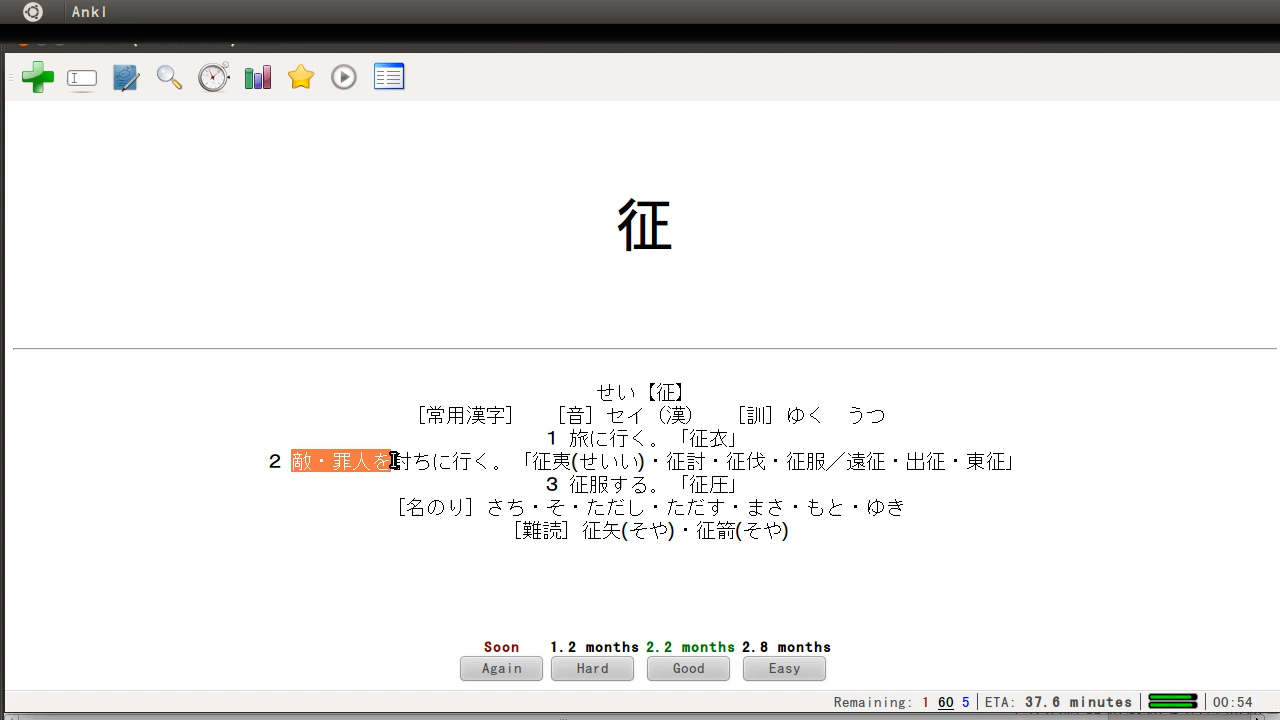 Anki
征
せい【征】
[常用漢字]　[音]セイ（漢）　[訓]ゆく　うつ
1 旅に行く。「征衣」
2 敵・罪人を討ちに行く。「征夷(せいい)・征討・征伐・征服／遠征・出征・東征」
3 征服する。「征圧」
[名のり]さち・そ・ただし・ただす・まさ・もと・ゆき
[難読]征矢(そや)・征箭(そや)
Soon 1.2 months 2.2 months 2.8 months
Again Hard Good Easy
Remaining: 1 60 5 ETA: 37.6 minutes 00:54